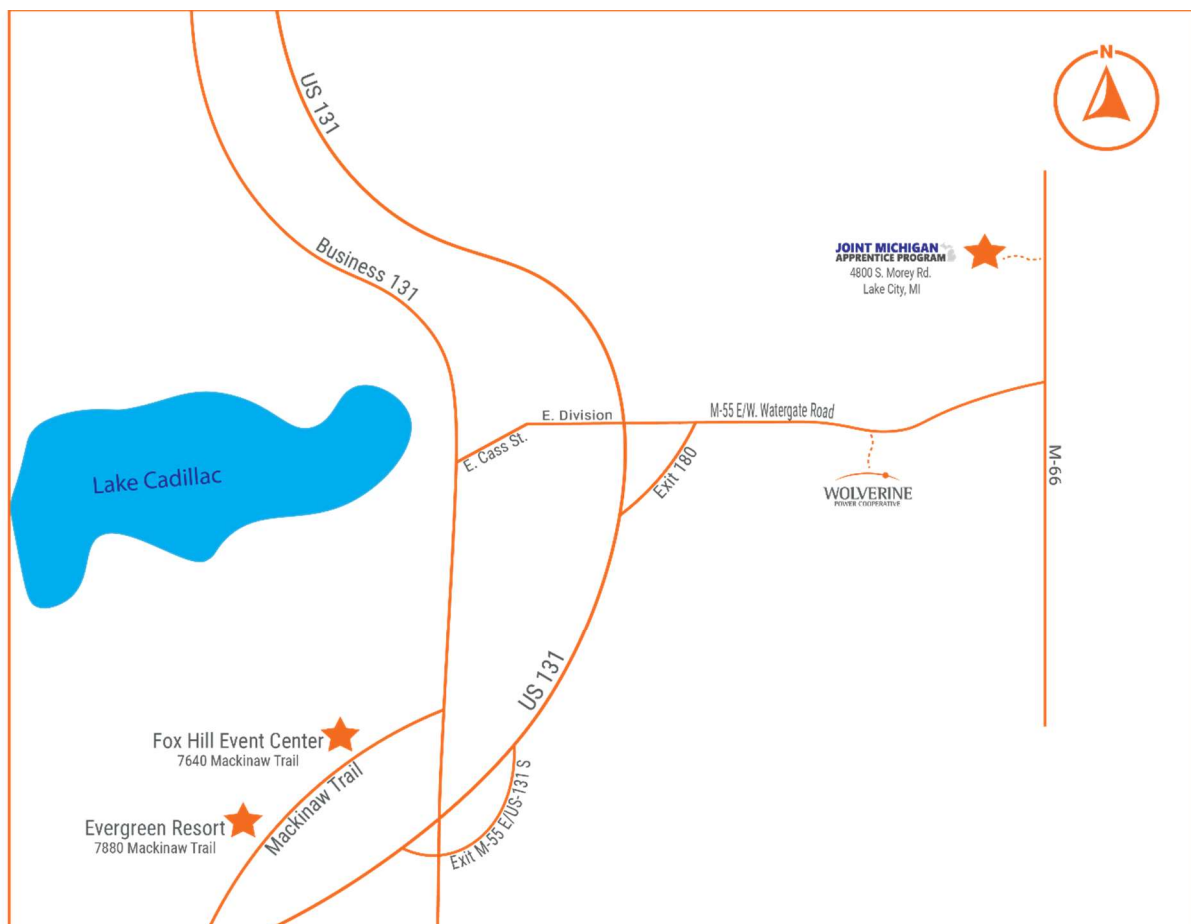 N
US 131
Business 131
JOINT MICHIGAN
APPRENTICE PROGRAM
4800 S. Morey Rd.
Lake City, MI
E. Division
M-55 E/W. Watergate Road
E. Cass St.
Exit 180
M-66
Lake Cadillac
WOLVERINE
POWER COOPERATIVE
US 131
Fox Hill Event Center
7640 Mackinaw Trail
Mackinaw Trail
Exit M-55 E/US-131 S
Evergreen Resort
7880 Mackinaw Trail